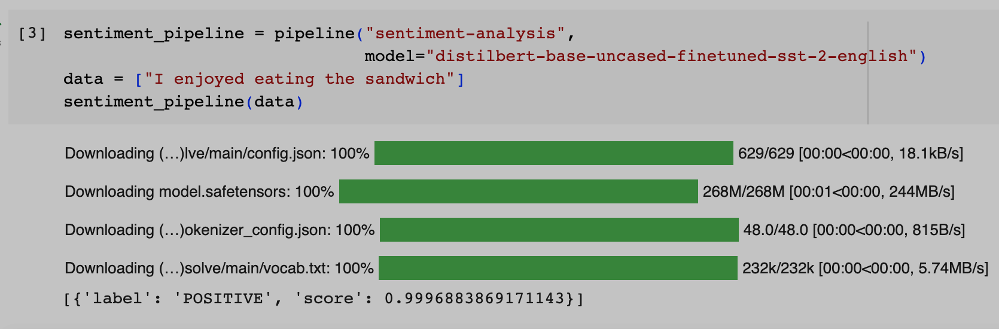 [3] sentiment_pipeline = pipeline("sentiment-analysis",
model="distilbert-base-uncased-finetuned-sst-2-english")
data = ["I enjoyed eating the sandwich"]
sentiment_pipeline(data)
Downloading (…)lve/main/config.json: 100% 629/629 [00:00<00:00, 18.1kB/s]
Downloading model.safetensors: 100% 268M/268M [00:01<00:00, 244MB/s]
Downloading (…)okenizer_config.json: 100% 48.0/48.0 [00:00<00:00, 815B/s]
Downloading (…)solve/main/vocab.txt: 100% 232k/232k [00:00<00:00, 5.74MB/s]
[{'label': 'POSITIVE', 'score': 0.9996883869171143}]